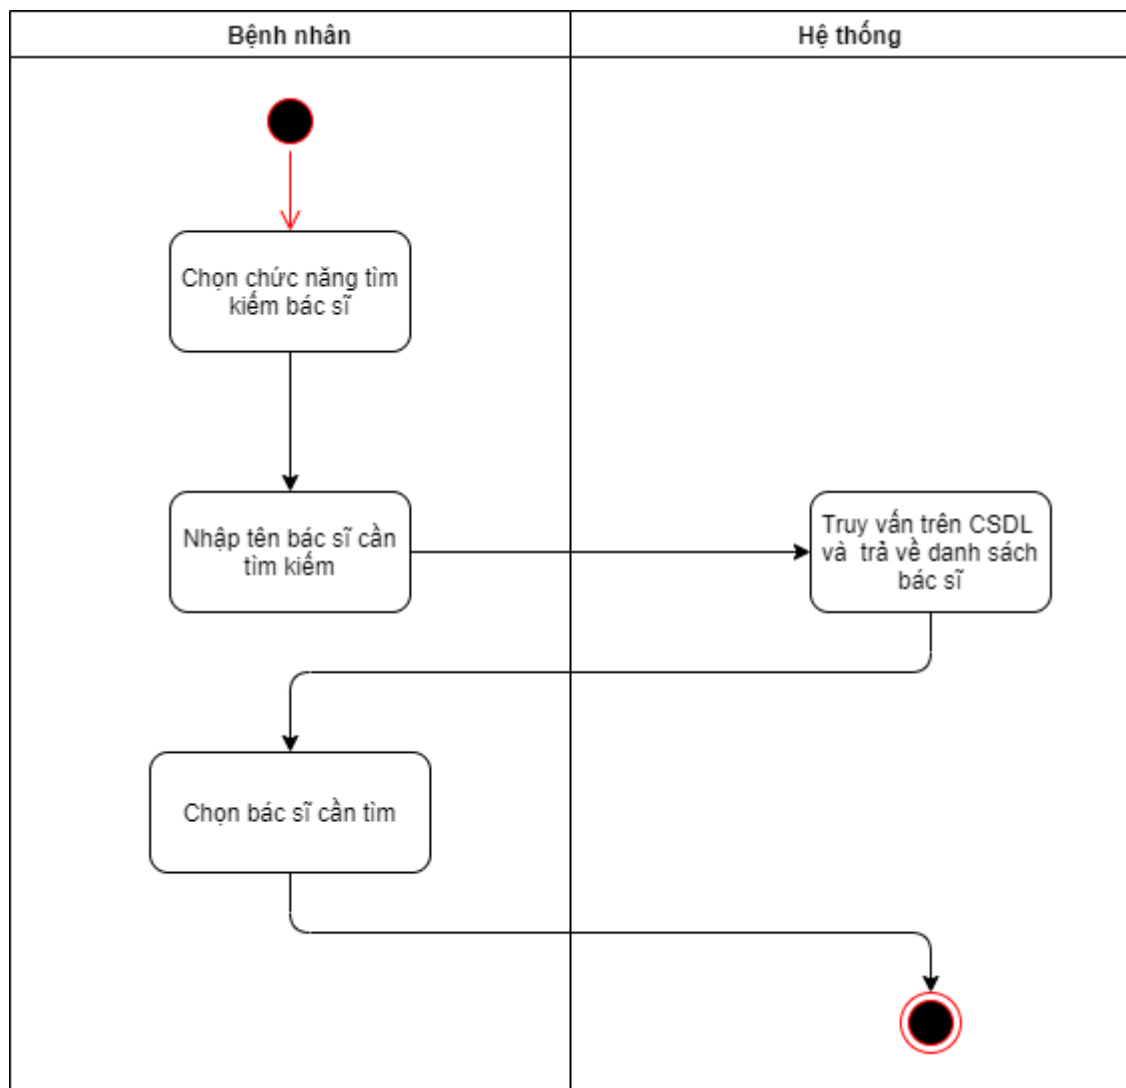 Bệnh nhân
Hệ thống
Chọn chức năng tìm
kiếm bác sĩ
Nhập tên bác sĩ cần
tìm kiếm
Truy vấn trên CSDL
và trả về danh sách
bác sĩ
Chọn bác sĩ cần tìm